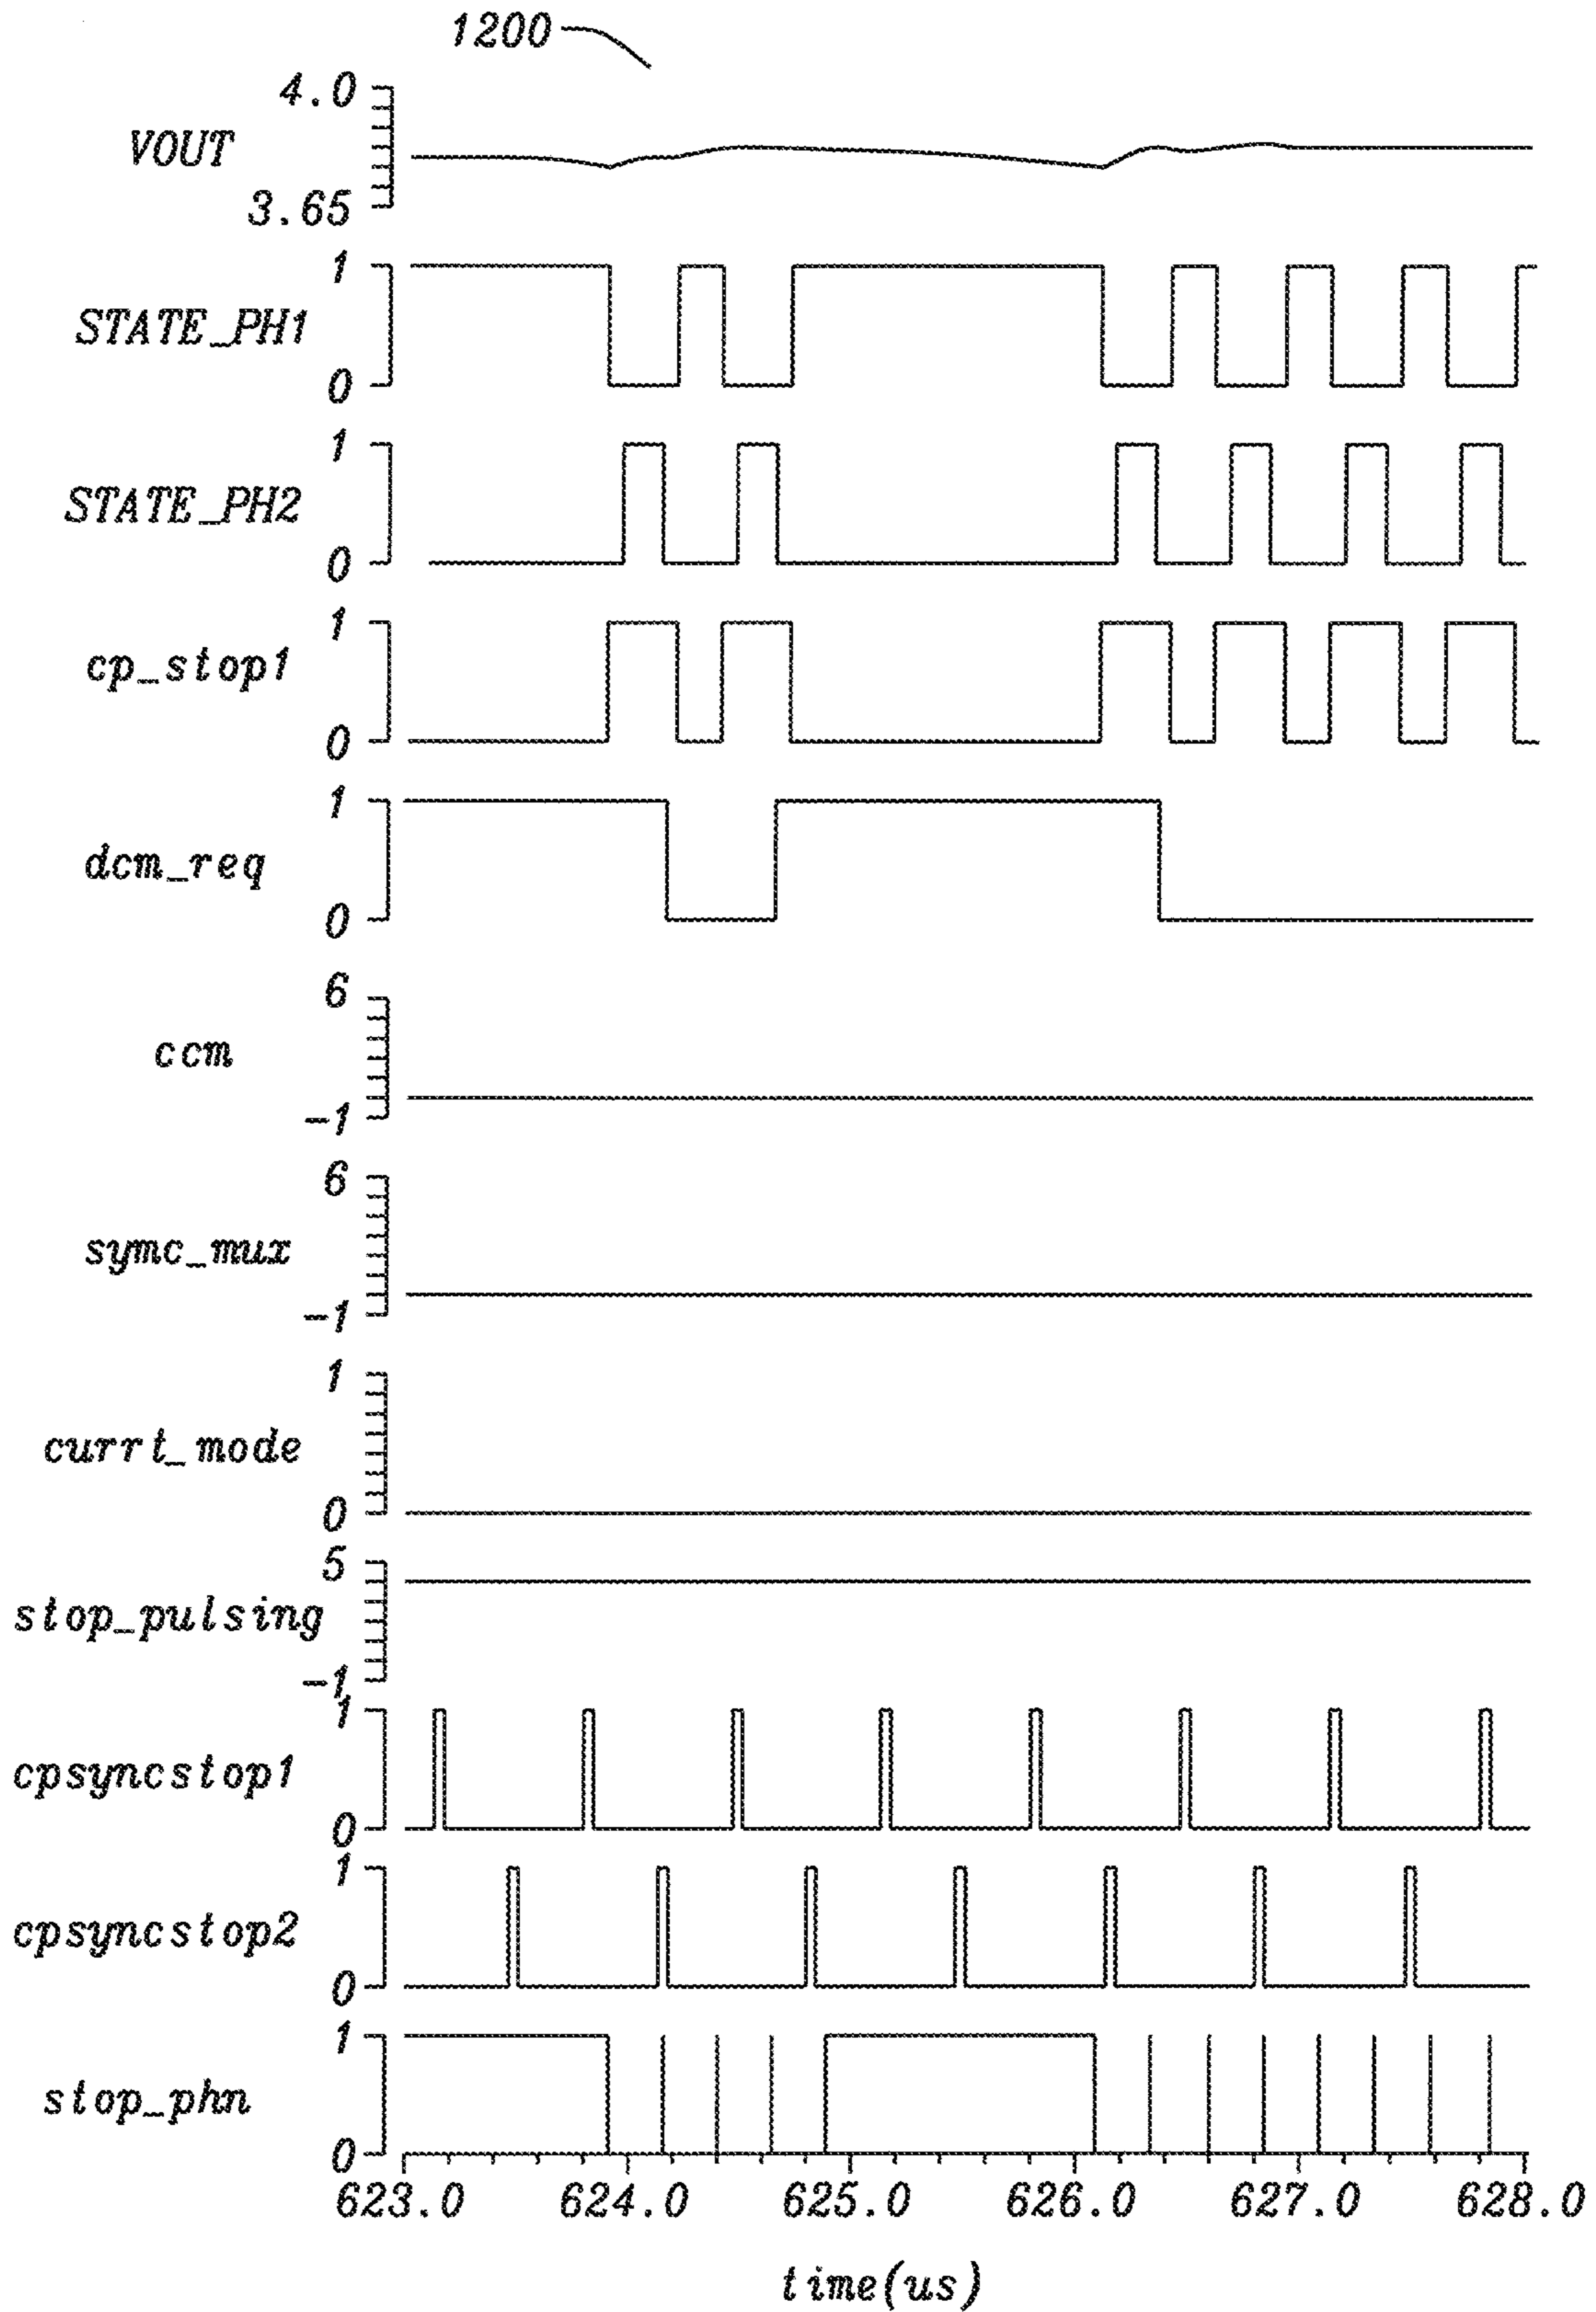 1200
4.0
VOUT
3.65
1
STATE_PH1
0
1
STATE_PH2
0
1
cp_stop1
0
1
dcm_req
0
6
ccm
-1
6
symc_mux
-1
1
currt_mode
0
5
stop_pulsing
-1
1
cpsyncstop1
0
1
cpsyncstop2
0
1
stop_phn
0
623.0 624.0 625.0 626.0 627.0 628.0
time(us)